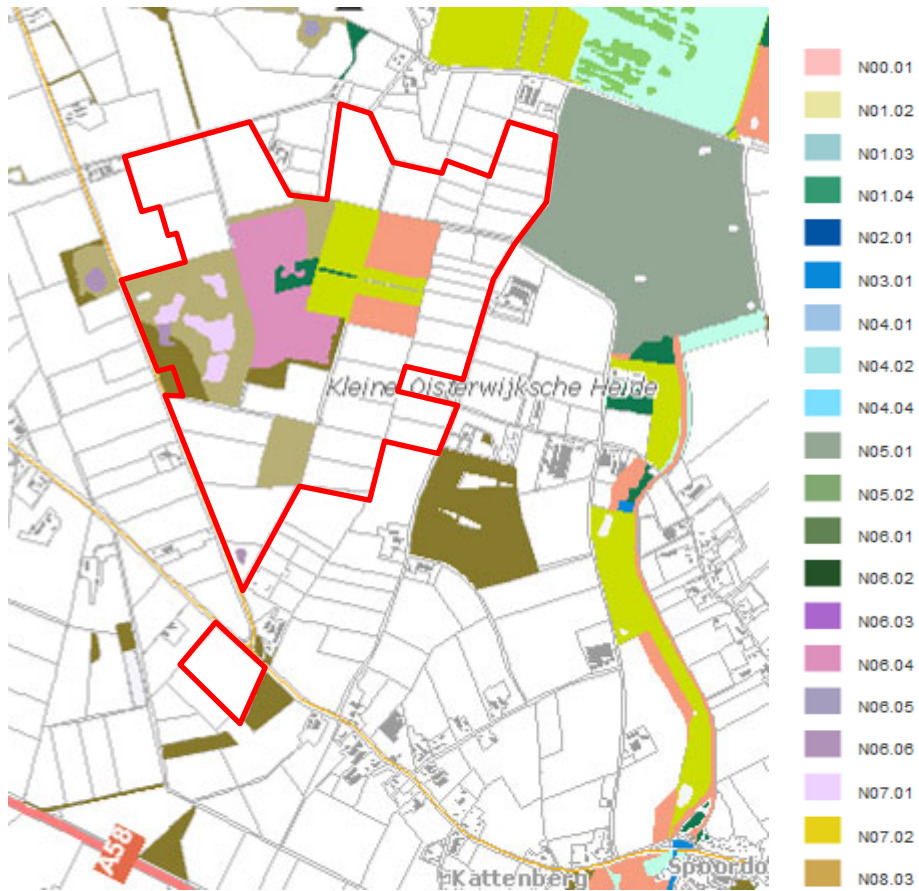 Kleine Oisterwijksche Heide
A58
Kattenberg
Spoordo
N00.01
N01.02
N01.03
N01.04
N02.01
N03.01
N04.01
N04.02
N04.04
N05.01
N05.02
N06.01
N06.02
N06.03
N06.04
N06.05
N06.06
N07.01
N07.02
N08.03